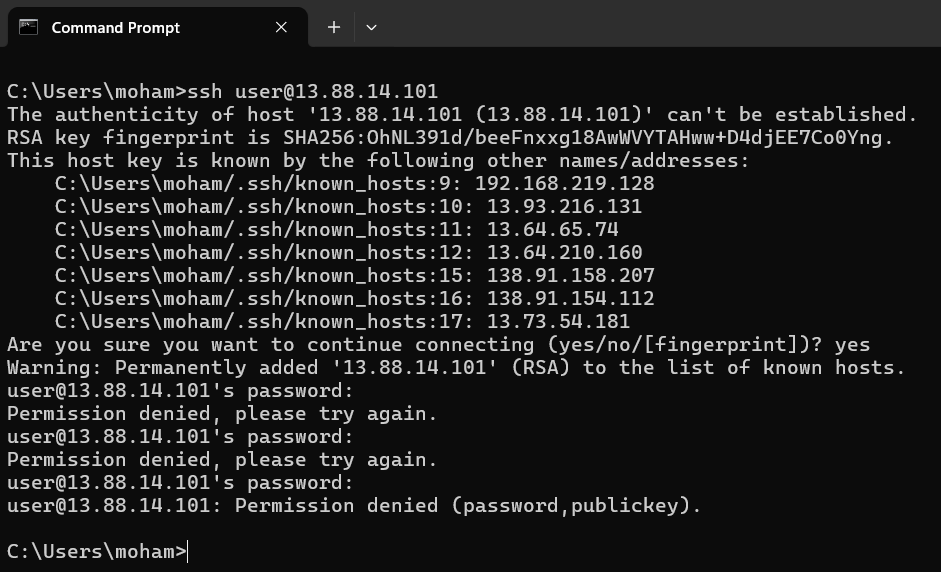 Command Prompt
C:\Users\moham>ssh user@13.88.14.101
The authenticity of host '13.88.14.101 (13.88.14.101)' can't be established.
RSA key fingerprint is SHA256:OhNL391d/beeFnxxg18AwWVYTAHww+D4djEE7Co0Yng.
This host key is known by the following other names/addresses:
    C:\Users\moham/.ssh/known_hosts:9: 192.168.219.128
    C:\Users\moham/.ssh/known_hosts:10: 13.93.216.131
    C:\Users\moham/.ssh/known_hosts:11: 13.64.65.74
    C:\Users\moham/.ssh/known_hosts:12: 13.64.210.160
    C:\Users\moham/.ssh/known_hosts:15: 138.91.158.207
    C:\Users\moham/.ssh/known_hosts:16: 138.91.154.112
    C:\Users\moham/.ssh/known_hosts:17: 13.73.54.181
Are you sure you want to continue connecting (yes/no/[fingerprint])? yes
Warning: Permanently added '13.88.14.101' (RSA) to the list of known hosts.
user@13.88.14.101's password:
Permission denied, please try again.
user@13.88.14.101's password:
Permission denied, please try again.
user@13.88.14.101's password:
user@13.88.14.101: Permission denied (password,publickey).
C:\Users\moham>